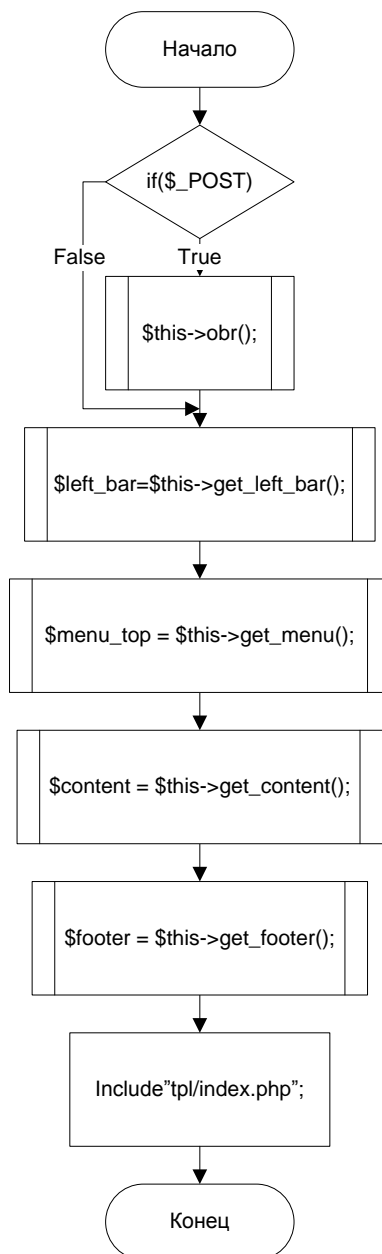 Начало
if($_POST)
False
True
$this->obr();
$left_bar=$this->get_left_bar();
$menu_top = $this->get_menu();
$content = $this->get_content();
$footer = $this->get_footer();
Include”tpl/index.php”;
Конец